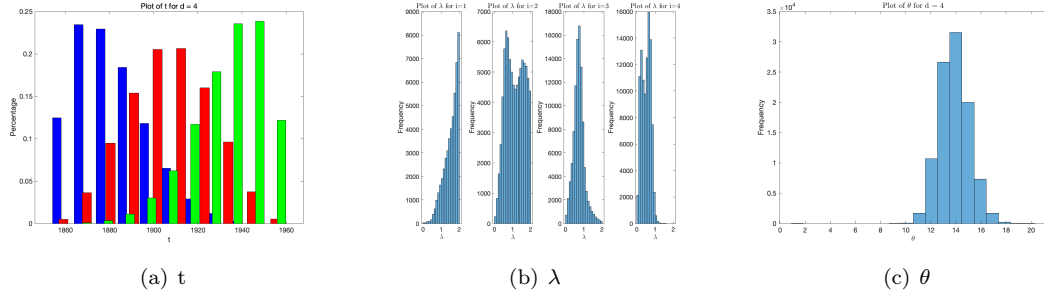 Plot of t for d = 4
Percentage
0.25
0.2
0.15
0.1
0.05
0
1860
1880
1900
1920
1940
1960
t
(a) t
Plot of λ for i=1
Frequency
9000
8000
7000
6000
5000
4000
3000
2000
1000
0
0 1 2
λ
Plot of λ for i=2
Frequency
7000
6000
5000
4000
3000
2000
1000
0
0 1 2
λ
Plot of λ for i=3
Frequency
18000
16000
14000
12000
10000
8000
6000
4000
2000
0
0 1 2
λ
Plot of λ for i=4
Frequency
16000
14000
12000
10000
8000
6000
4000
2000
0
0 1 2
λ
(b) λ
Plot of θ for d = 4
×10⁴
Frequency
3.5
3
2.5
2
1.5
1
0.5
0
0 2 4 6 8 10 12 14 16 18 20
θ
(c) θ